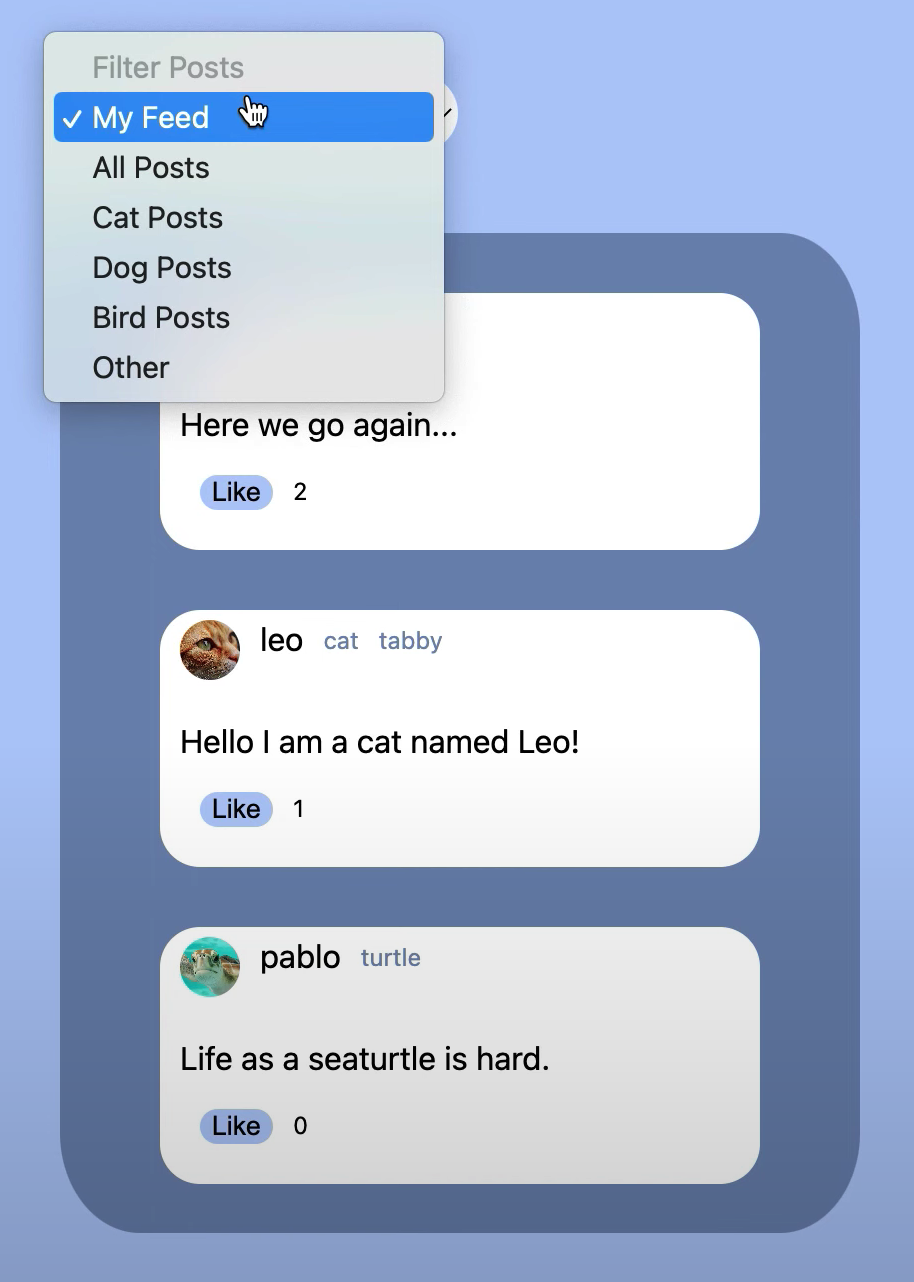 Filter Posts
✓ My Feed
All Posts
Cat Posts
Dog Posts
Bird Posts
Other
Here we go again...
Like 2
leo cat tabby
Hello I am a cat named Leo!
Like 1
pablo turtle
Life as a seaturtle is hard.
Like 0